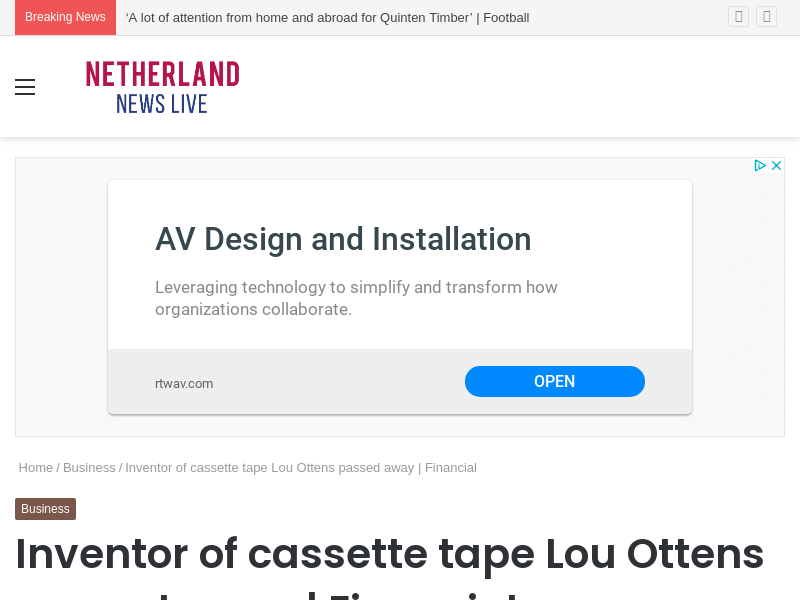 Breaking News
‘A lot of attention from home and abroad for Quinten Timber’ | Football
NETHERLAND
NEWS LIVE
AV Design and Installation
Leveraging technology to simplify and transform how
organizations collaborate.
rtwav.com
OPEN
Home / Business / Inventor of cassette tape Lou Ottens passed away | Financial
Business
Inventor of cassette tape Lou Ottens